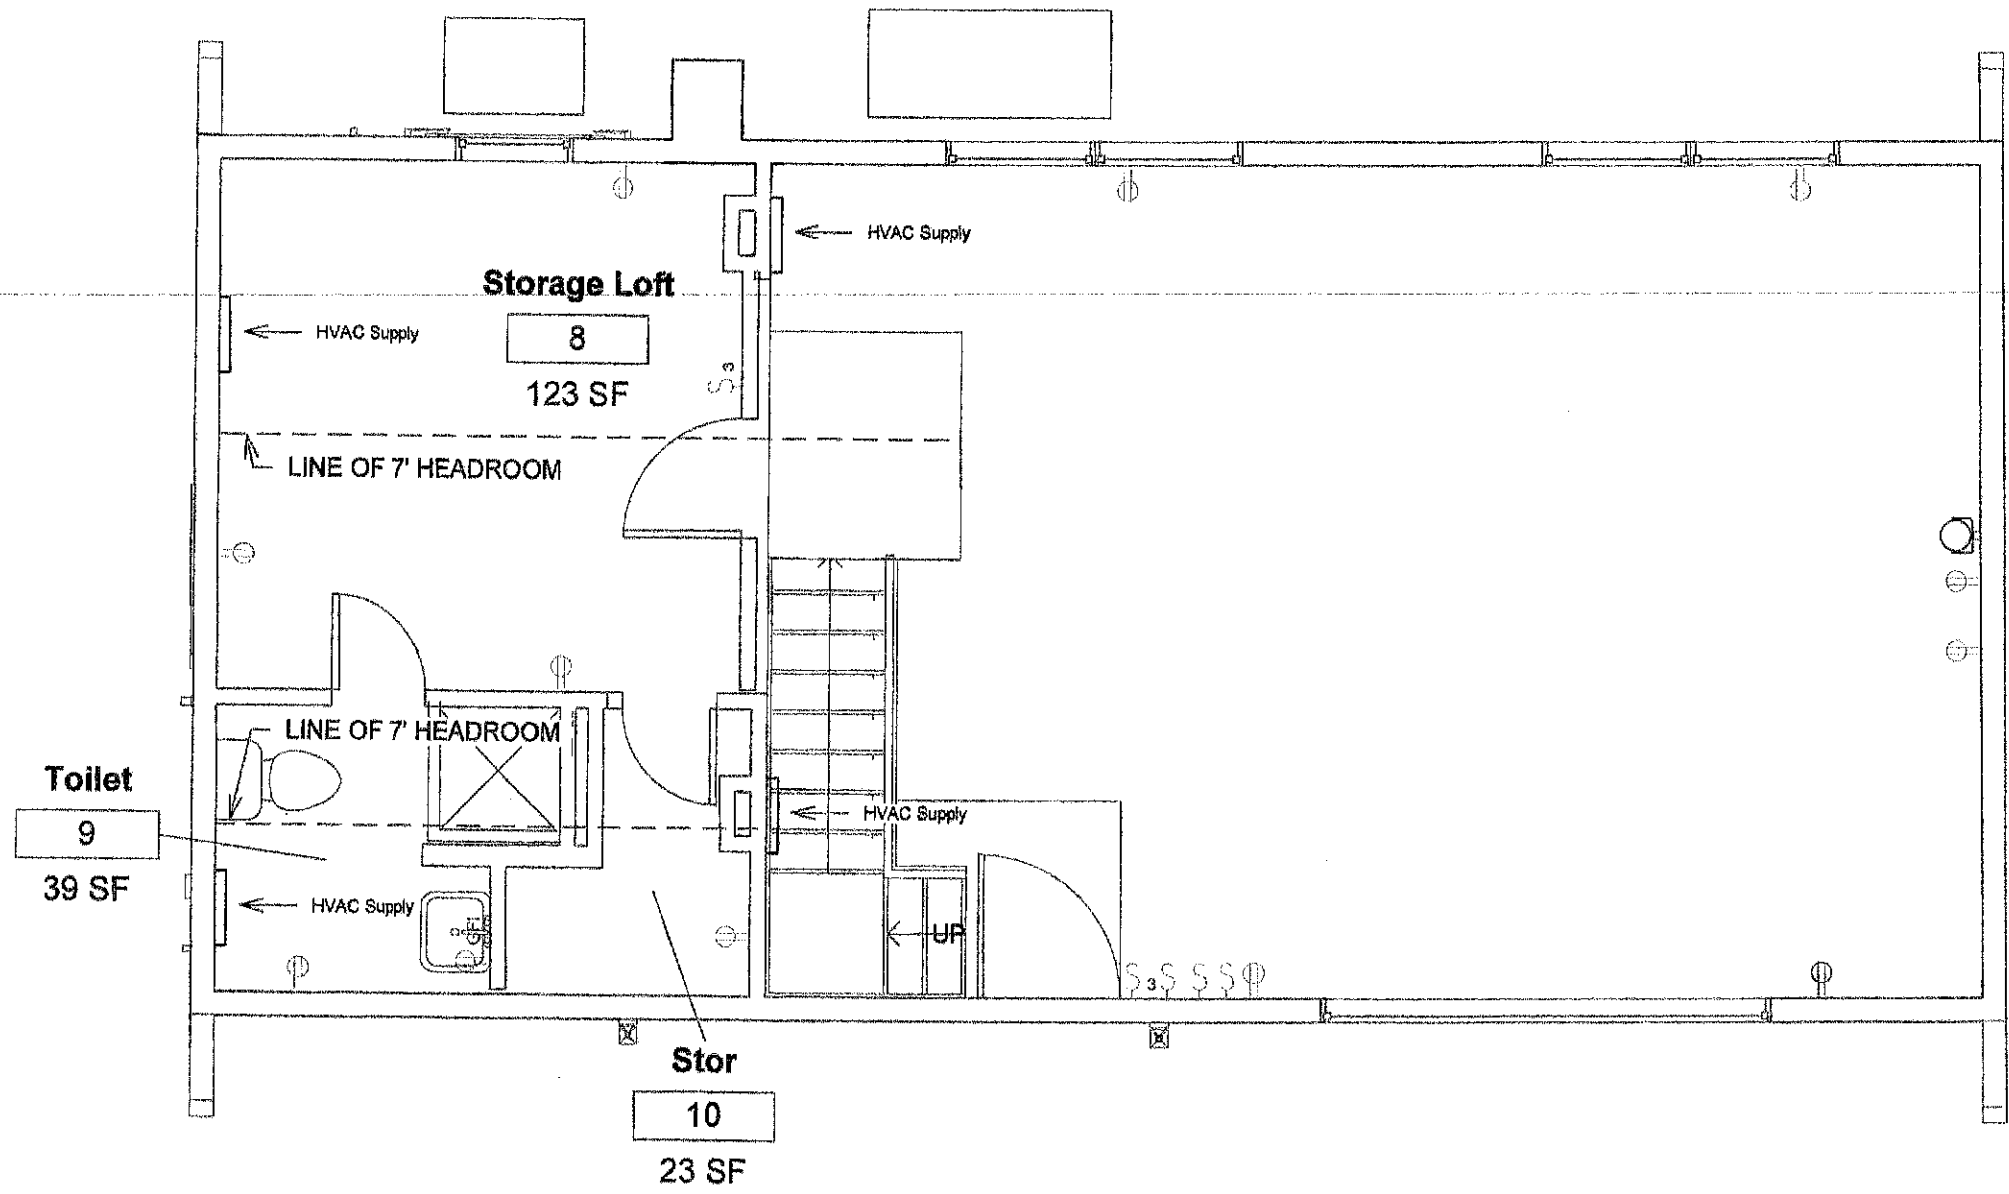 HVAC Supply
Storage Loft
8
123 SF
HVAC Supply
S3
LINE OF 7' HEADROOM
LINE OF 7' HEADROOM
Toilet
9
39 SF
HVAC Supply
HVAC Supply
GFI
UP
S3 S S S
Stor
10
23 SF